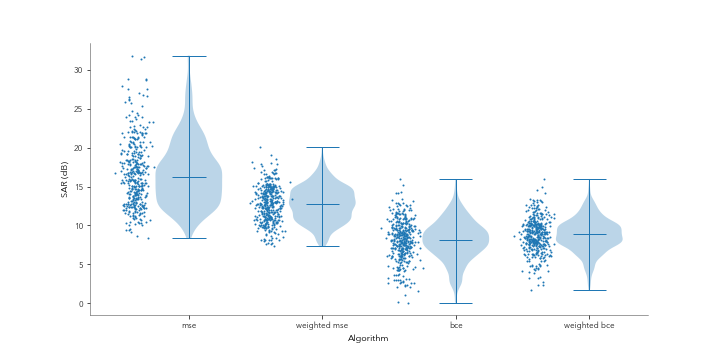 30
25
20
15
10
5
0
SAR (dB)
mse
weighted mse
bce
weighted bce
Algorithm